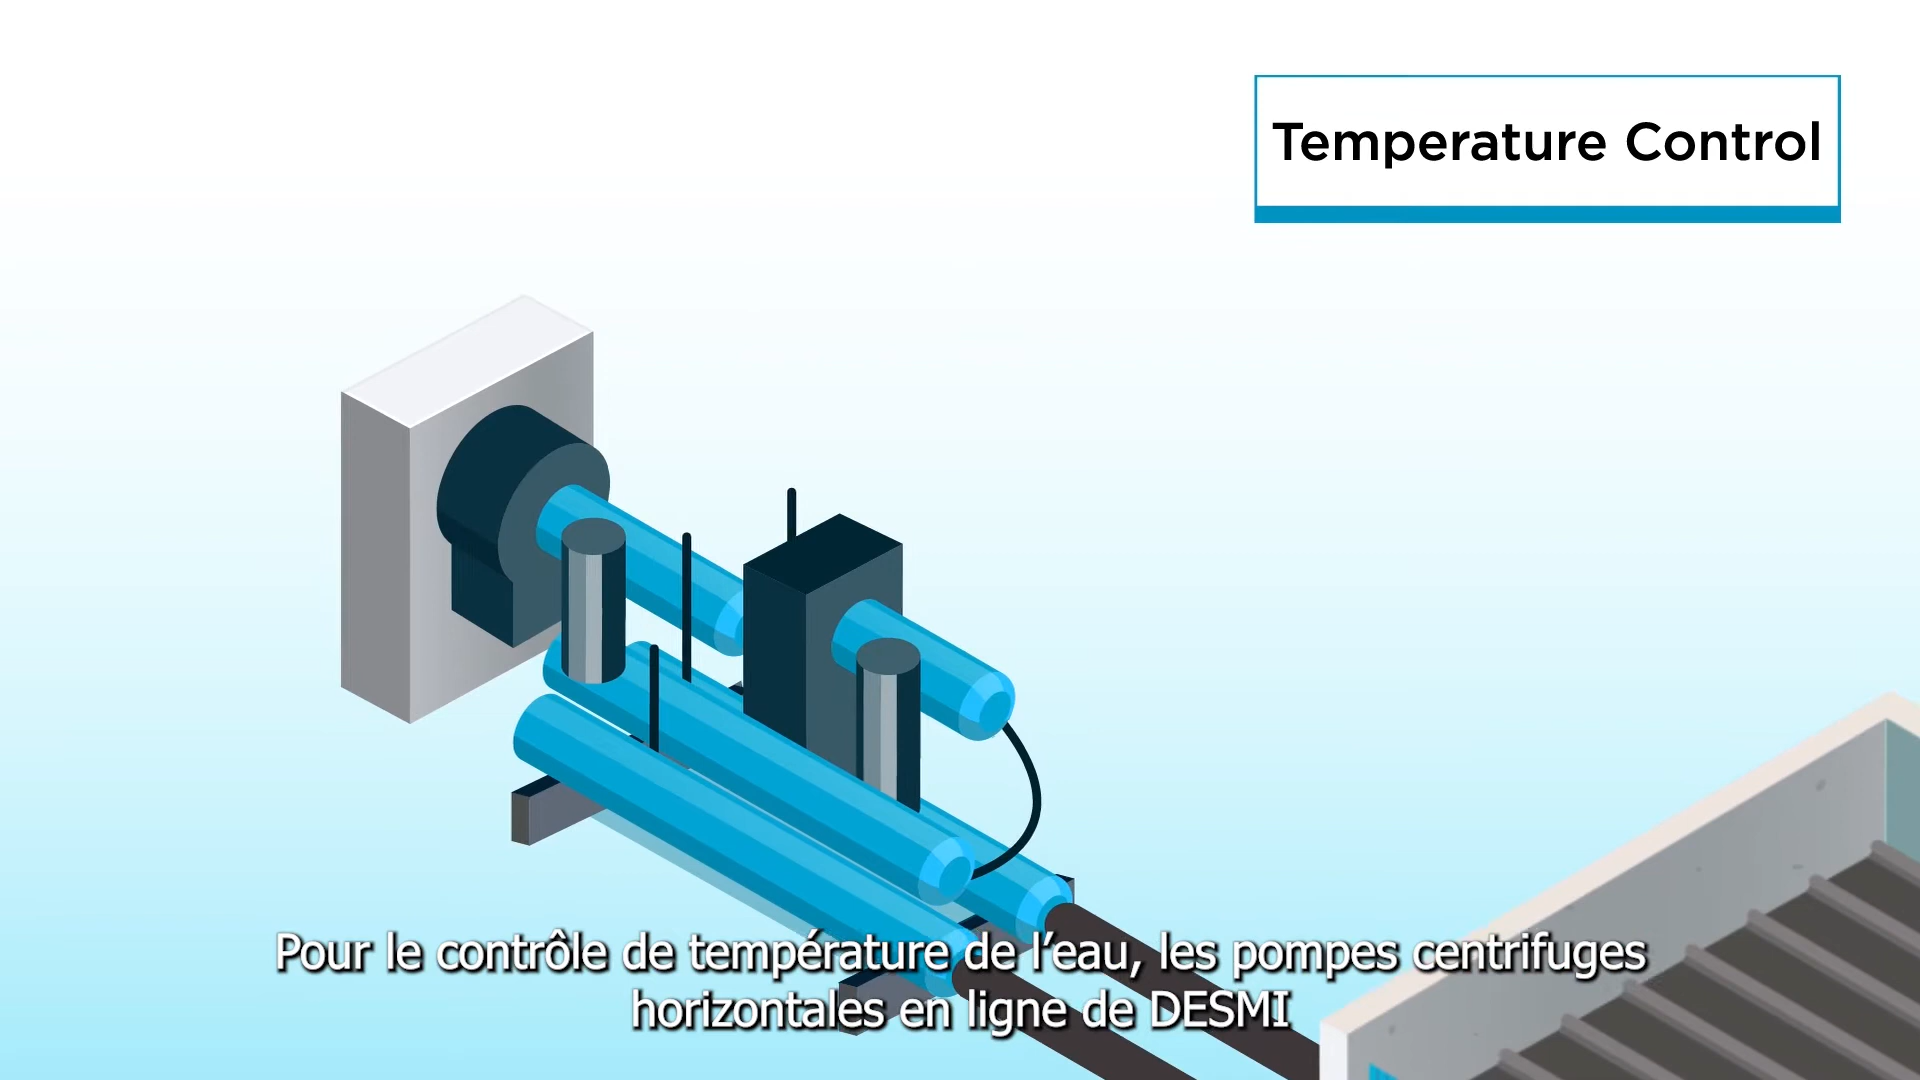 Temperature Control
Pour le contrôle de température de l’eau, les pompes centrifuges
horizontales en ligne de DESMI